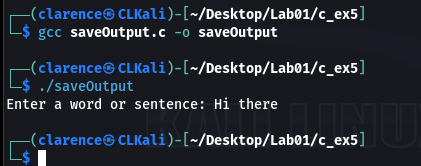 ┌──(clarence㉿CLKali)-[~/Desktop/Lab01/c_ex5]
└─$ gcc saveOutput.c -o saveOutput
┌──(clarence㉿CLKali)-[~/Desktop/Lab01/c_ex5]
└─$ ./saveOutput
Enter a word or sentence: Hi there
┌──(clarence㉿CLKali)-[~/Desktop/Lab01/c_ex5]
└─$